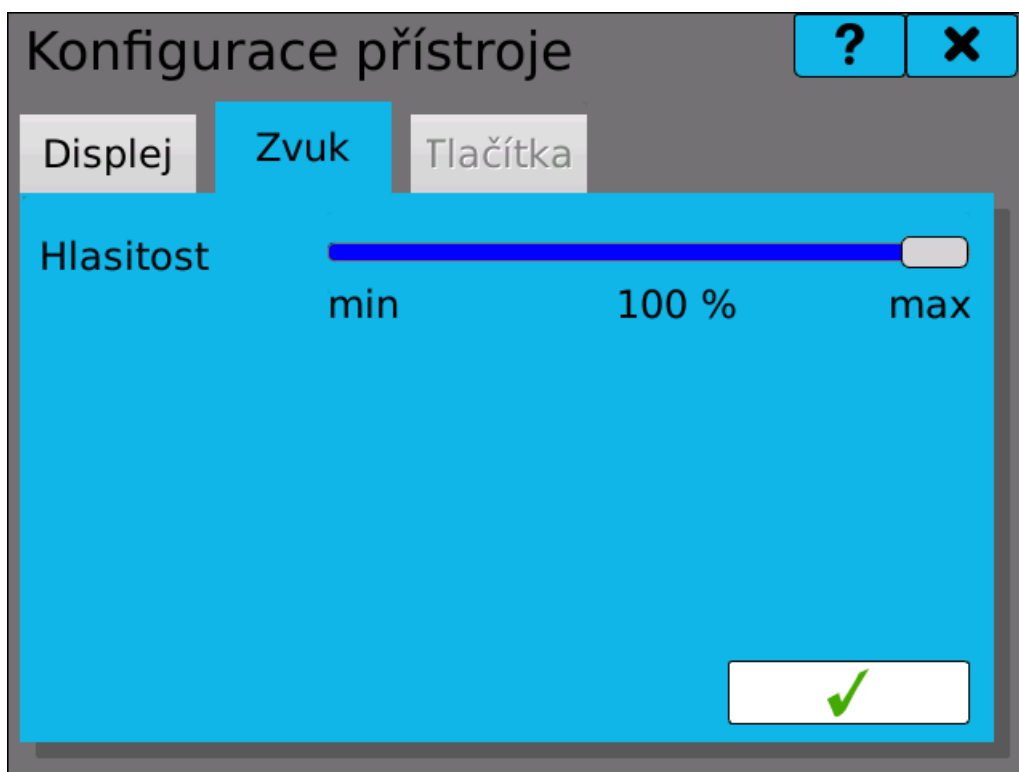 Konfigurace přístroje ?
Displej Zvuk Tlačítka
Hlasitost
min 100 % max